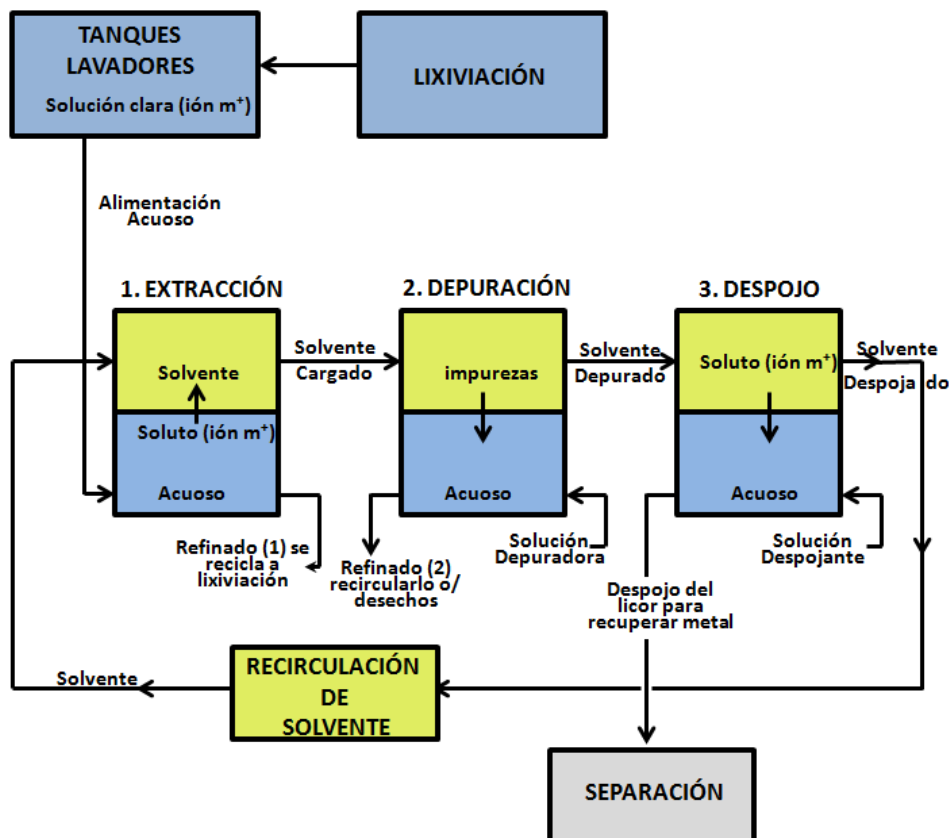 TANQUES
LAVADORES
Solución clara (ión m⁺)
LIXIVIACIÓN
Alimentación
Acuoso
1. EXTRACCIÓN
2. DEPURACIÓN
3. DESPOJO
Solvente
Soluto (ión m⁺)
Acuoso
Solvente
Cargado
impurezas
Acuoso
Solvente
Depurado
Soluto (ión m⁺)
Acuoso
Solvente
Despoja do
Refinado (1) se
recicla a
lixiviación
Refinado (2)
recircularlo o/
desechos
Solución
Depuradora
Despojo del
licor para
recuperar metal
Solución
Despojante
Solvente
RECIRCULACIÓN
DE
SOLVENTE
SEPARACIÓN